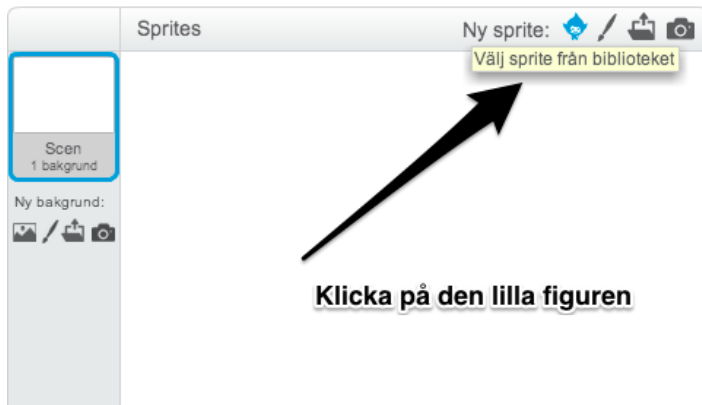 Sprites
Ny sprite:
Välj sprite från biblioteket
Scen
1 bakgrund
Ny bakgrund:
Klicka på den lilla figuren